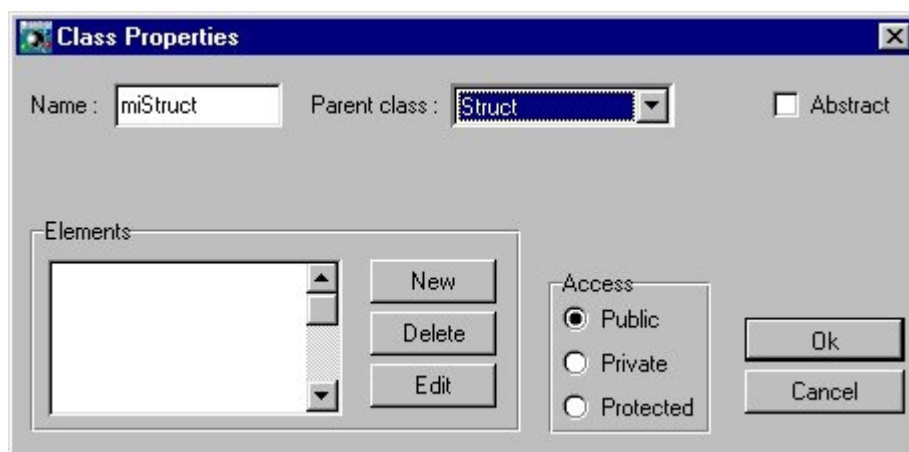 Class Properties
Name : miStruct Parent class : Struct Abstract
Elements
New
Delete
Edit
Access
Public
Private
Protected
Ok
Cancel